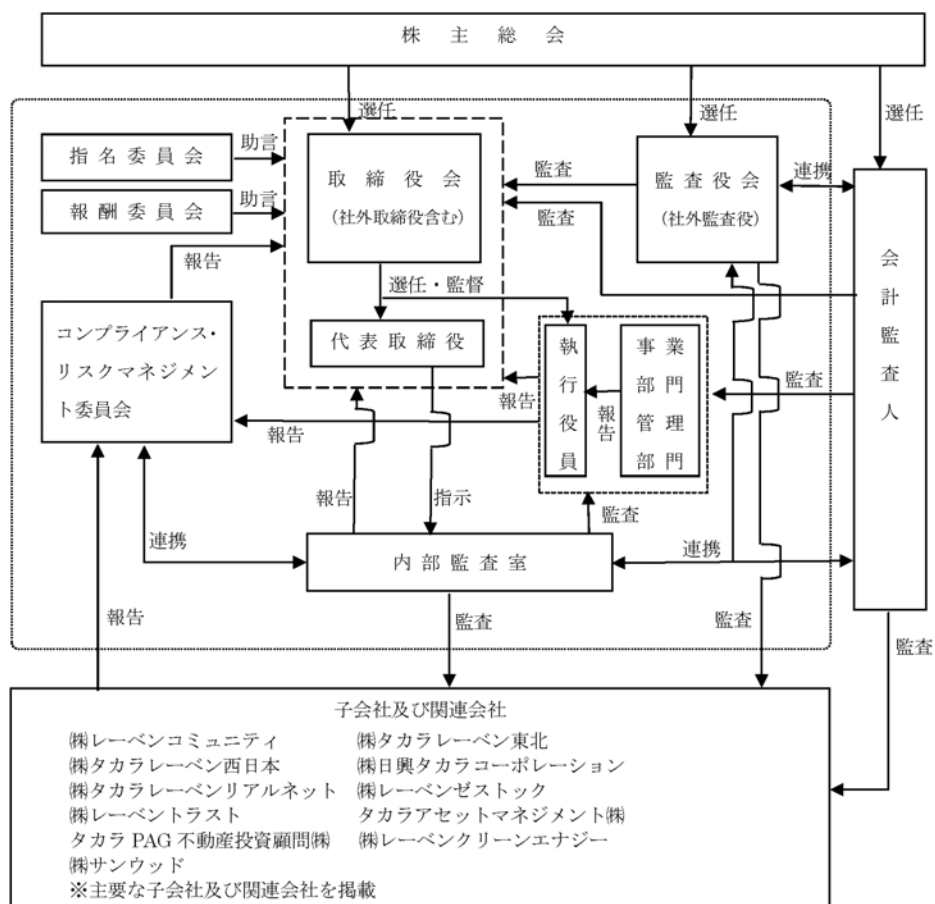 株主総会
選任
選任
選任
指名委員会
助言
報酬委員会
助言
取締役会
(社外取締役含む)
監査
監査
監査役会
(社外監査役)
連携
会計監査人
報告
選任・監督
代表取締役
コンプライアンス・
リスクマネジメント
ト委員会
執行役員
報告
事業部門管理部門
報告
報告
監査
報告
指示
監査
連携
内部監査室
連携
報告
監査
監査
監査
子会社及び関連会社
㈱レーベンコミュニティ ㈱タカラレーベン東北
㈱タカラレーベン西日本 ㈱日興タカラコーポレーション
㈱タカラレーベンリアルネット ㈱レーベンゼストック
㈱レーベントラスト タカラアセットマネジメント㈱
タカラ PAG 不動産投資顧問㈱ ㈱レーベンクリーンエナジー
㈱サンウッド
※主要な子会社及び関連会社を掲載